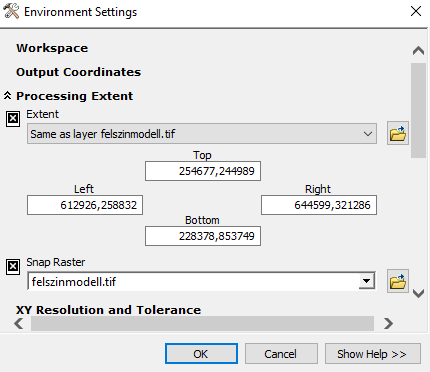 Environment Settings
Workspace
Output Coordinates
Processing Extent
Extent
Same as layer felszinmodell.tif
Top
254677,244989
Left
Right
612926,258832
644599,321286
Bottom
228378,853749
Snap Raster
felszinmodell.tif
XY Resolution and Tolerance
OK
Cancel
Show Help >>